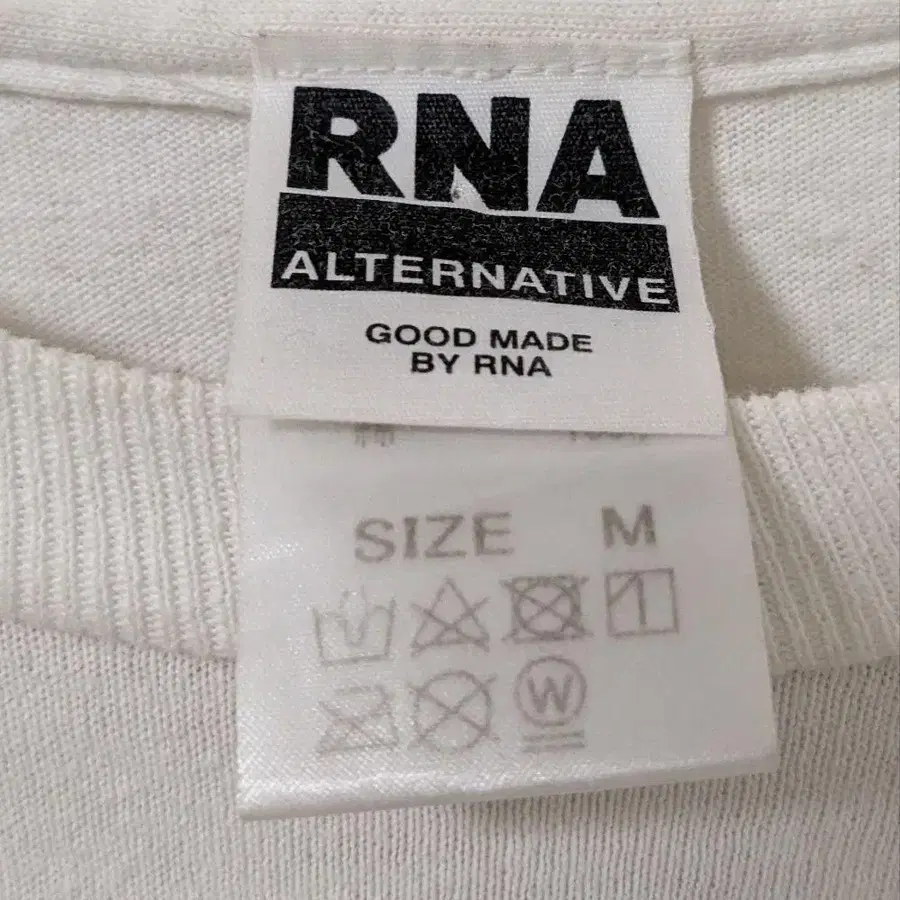 RNA
ALTERNATIVE
GOOD MADE
BY RNA
SIZE M
W